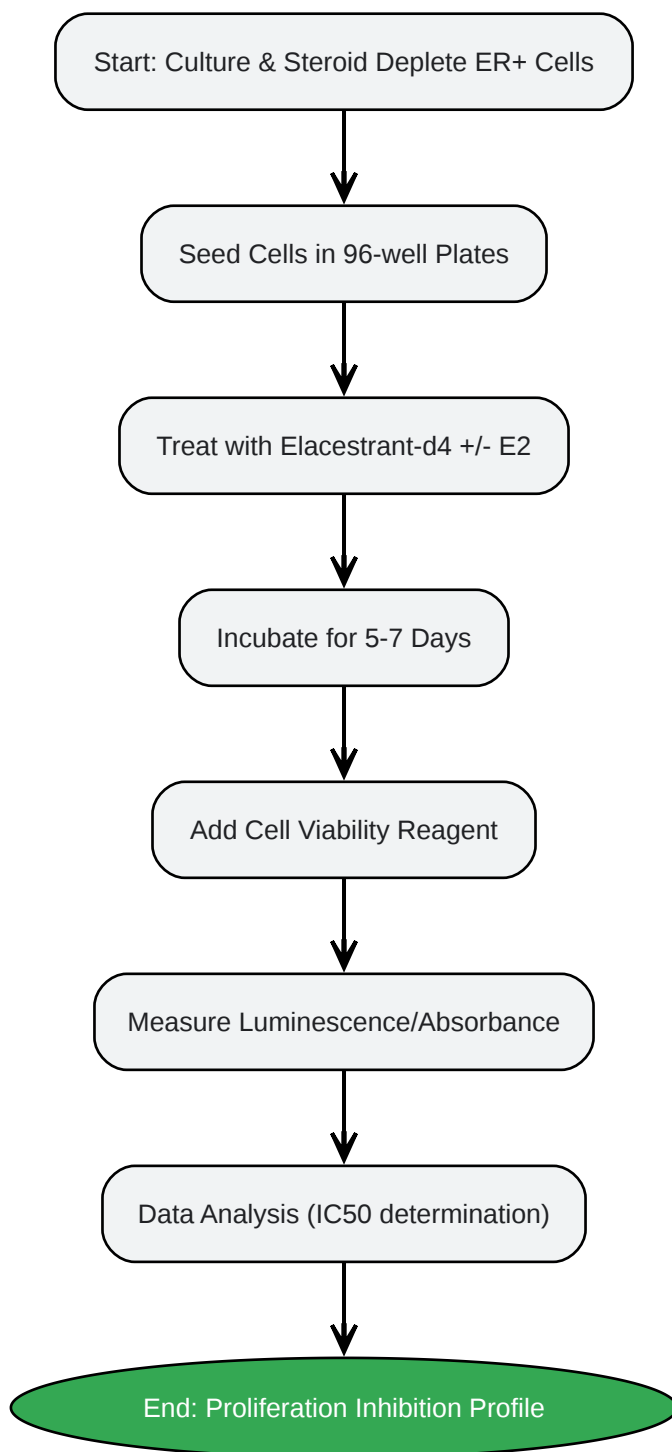 Start: Culture & Steroid Deplete ER+ Cells
Seed Cells in 96-well Plates
Treat with Elacestrant-d4 +/- E2
Incubate for 5-7 Days
Add Cell Viability Reagent
Measure Luminescence/Absorbance
Data Analysis (IC50 determination)
End: Proliferation Inhibition Profile